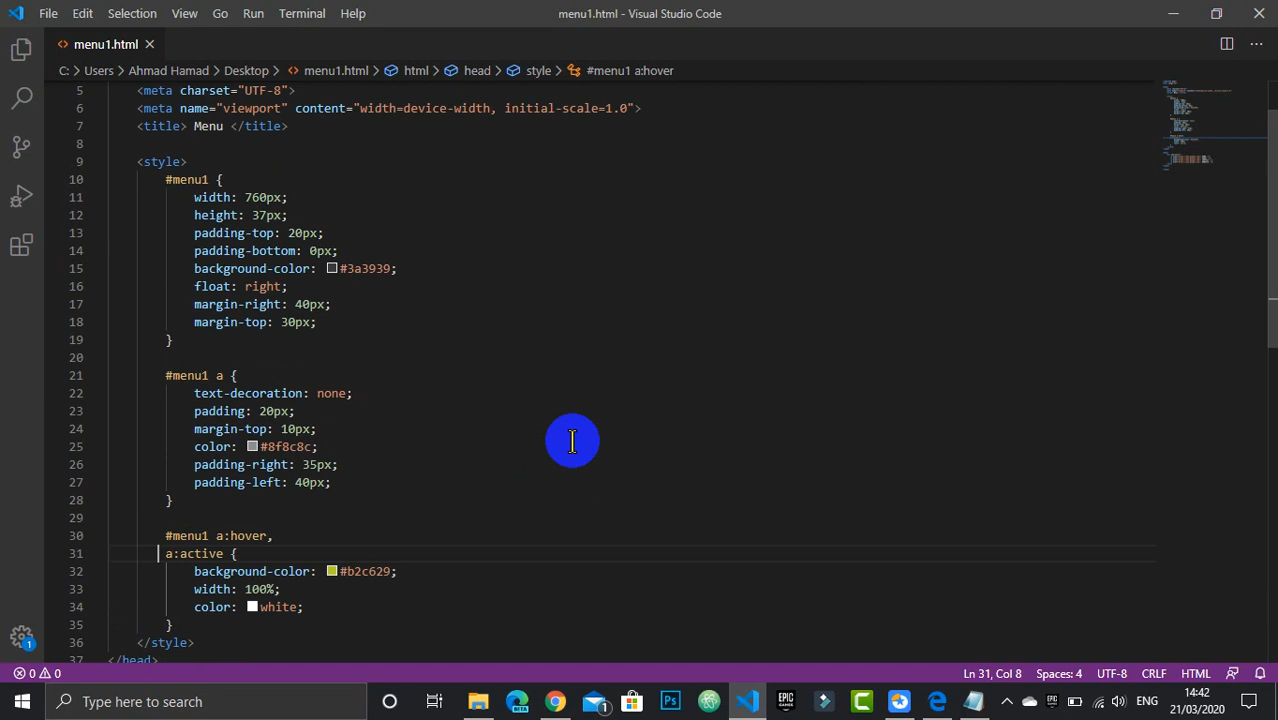 File Edit Selection View Go Run Terminal Help menu1.html - Visual Studio Code
menu1.html
C: > Users > Ahmad Hamad > Desktop > menu1.html > html > head > style > #menu1 a:hover
5 <meta charset="UTF-8">
6 <meta name="viewport" content="width=device-width, initial-scale=1.0">
7 <title> Menu </title>
8
9 <style>
10 #menu1 {
11 width: 760px;
12 height: 37px;
13 padding-top: 20px;
14 padding-bottom: 0px;
15 background-color: #3a3939;
16 float: right;
17 margin-right: 40px;
18 margin-top: 30px;
19 }
20
21 #menu1 a {
22 text-decoration: none;
23 padding: 20px;
24 margin-top: 10px;
25 color: #8f8c8c;
26 padding-right: 35px;
27 padding-left: 40px;
28 }
29
30 #menu1 a:hover,
31 a:active {
32 background-color: #b2c629;
33 width: 100%;
34 color: white;
35 }
36 </style>
37 </head>
1
0 0 Ln 31, Col 8 Spaces: 4 UTF-8 CRLF HTML
Type here to search BETA 1 Ps EPIC GAMES ENG 14:42
21/03/2020